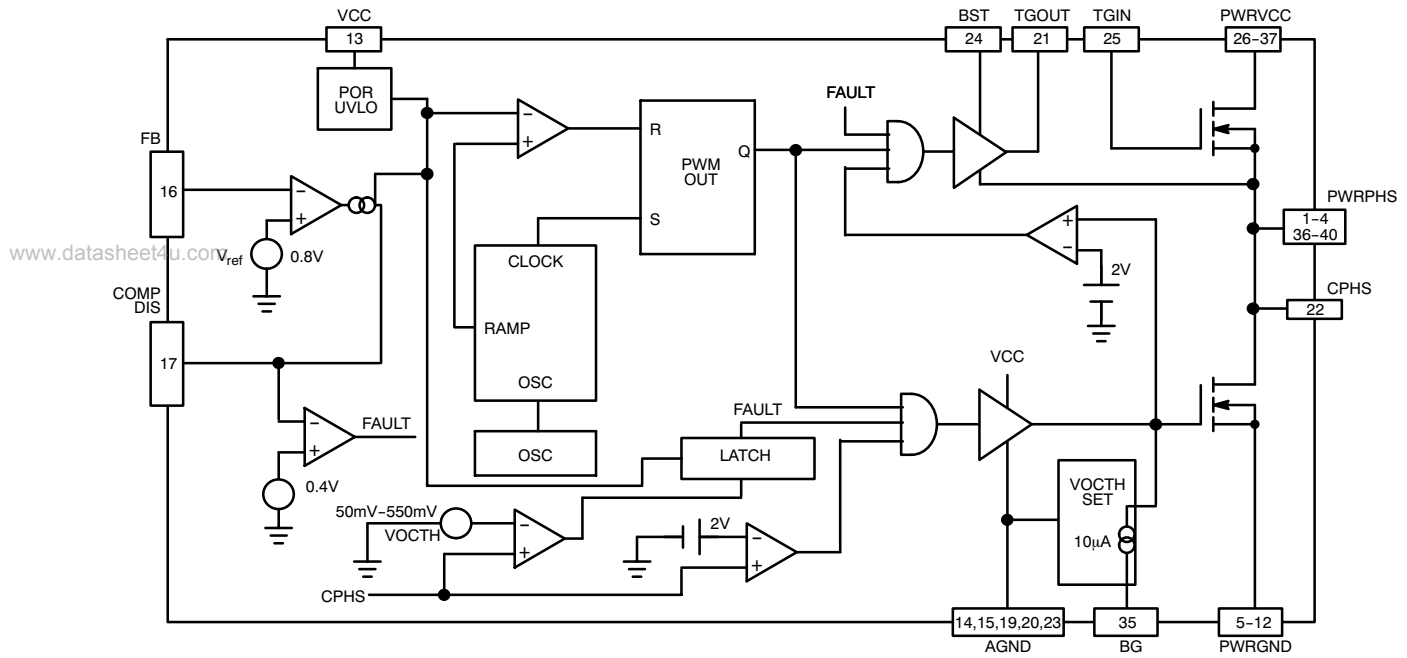 VCC
13
BST
24
TGOUT
21
TGIN
25
PWRVCC
26-37
POR
UVLO
FAULT
FB
16
R
PWM
OUT
Q
S
PWRPHS
1-4
36-40
www.datasheet4u.com
Vref
0.8V
CLOCK
2V
COMP
DIS
CPHS
22
17
RAMP
OSC
VCC
FAULT
FAULT
LATCH
OSC
0.4V
VOCTH
SET
50mV-550mV
VOCTH
2V
10µA
CPHS
14,15,19,20,23
35
5-12
AGND
BG
PWRGND